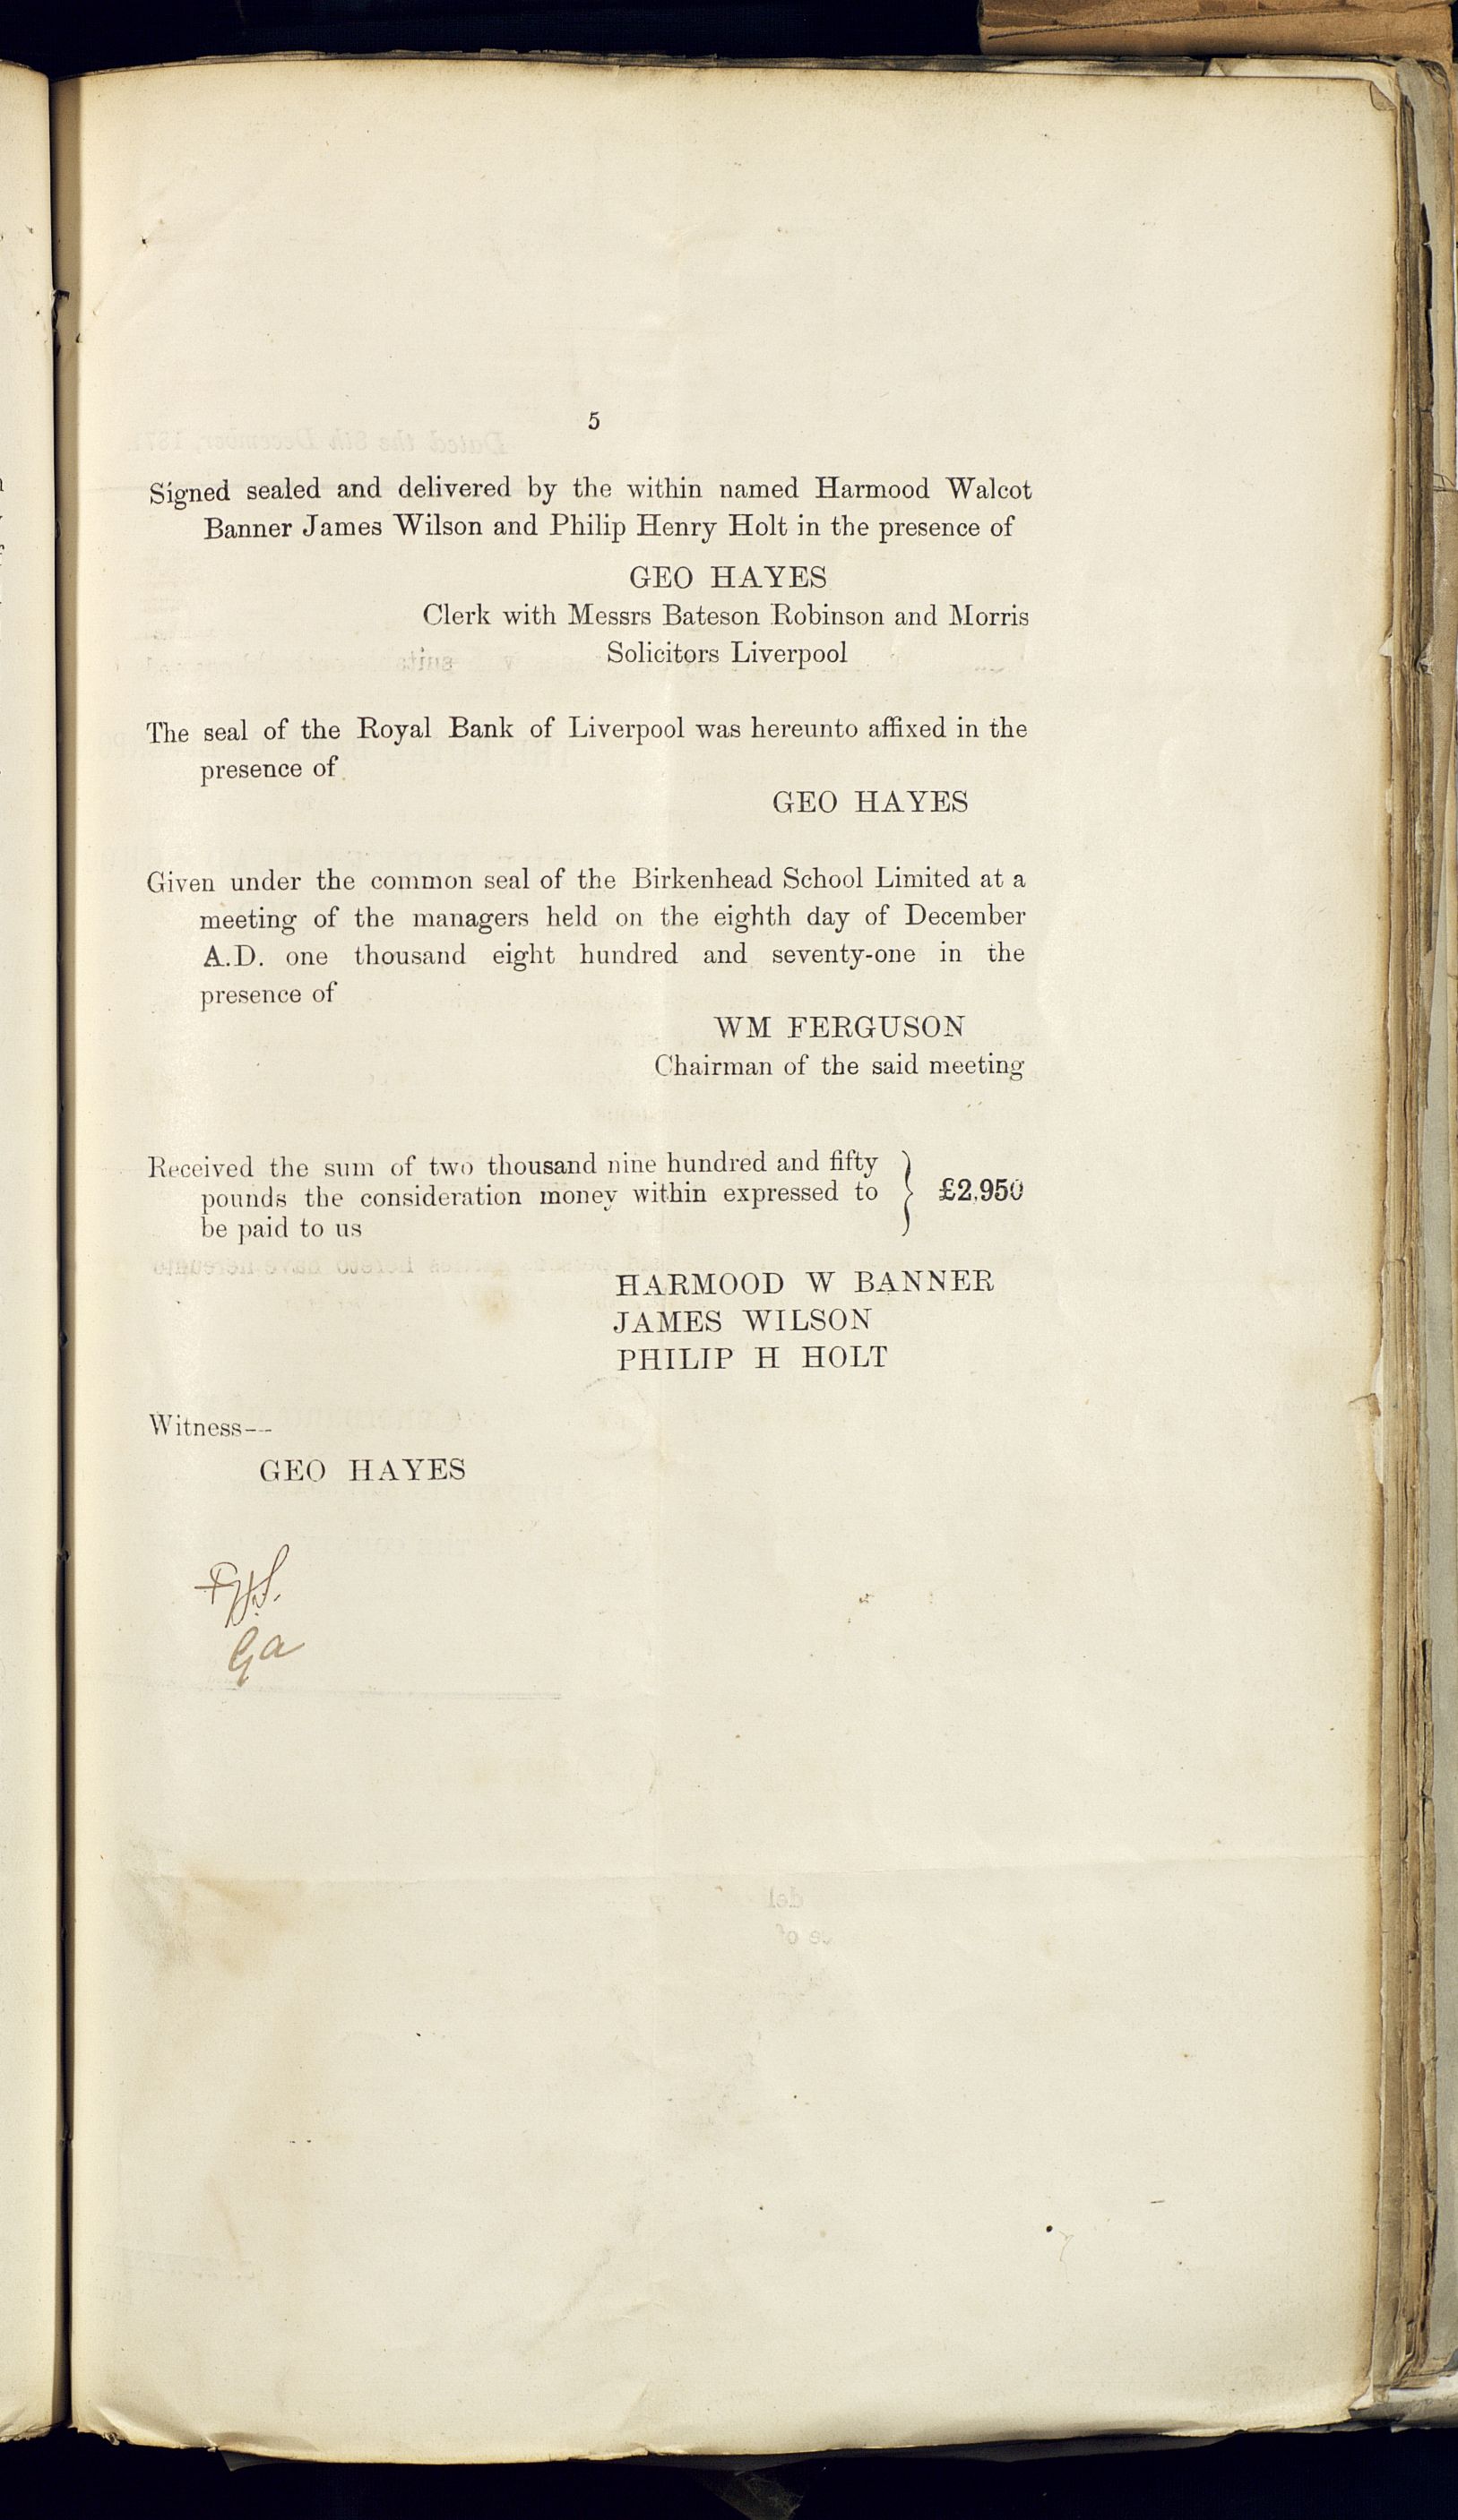 5
Signed sealed and delivered by the within named Harmood Walcot
Banner James Wilson and Philip Henry Holt in the presence of
GEO HAYES
Clerk with Messrs Bateson Robinson and Morris
Solicitors Liverpool
The seal of the Royal Bank of Liverpool was hereunto affixed in the
presence of
GEO HAYES
Given under the common seal of the Birkenhead School Limited at a
meeting of the managers held on the eighth day of December
A.D. one thousand eight hundred and seventy-one in the
presence of
WM FERGUSON
Chairman of the said meeting
Received the sum of two thousand nine hundred and fifty
pounds the consideration money within expressed to } £2,950
be paid to us
HARMOOD W BANNER
JAMES WILSON
PHILIP H HOLT
Witness—
GEO HAYES